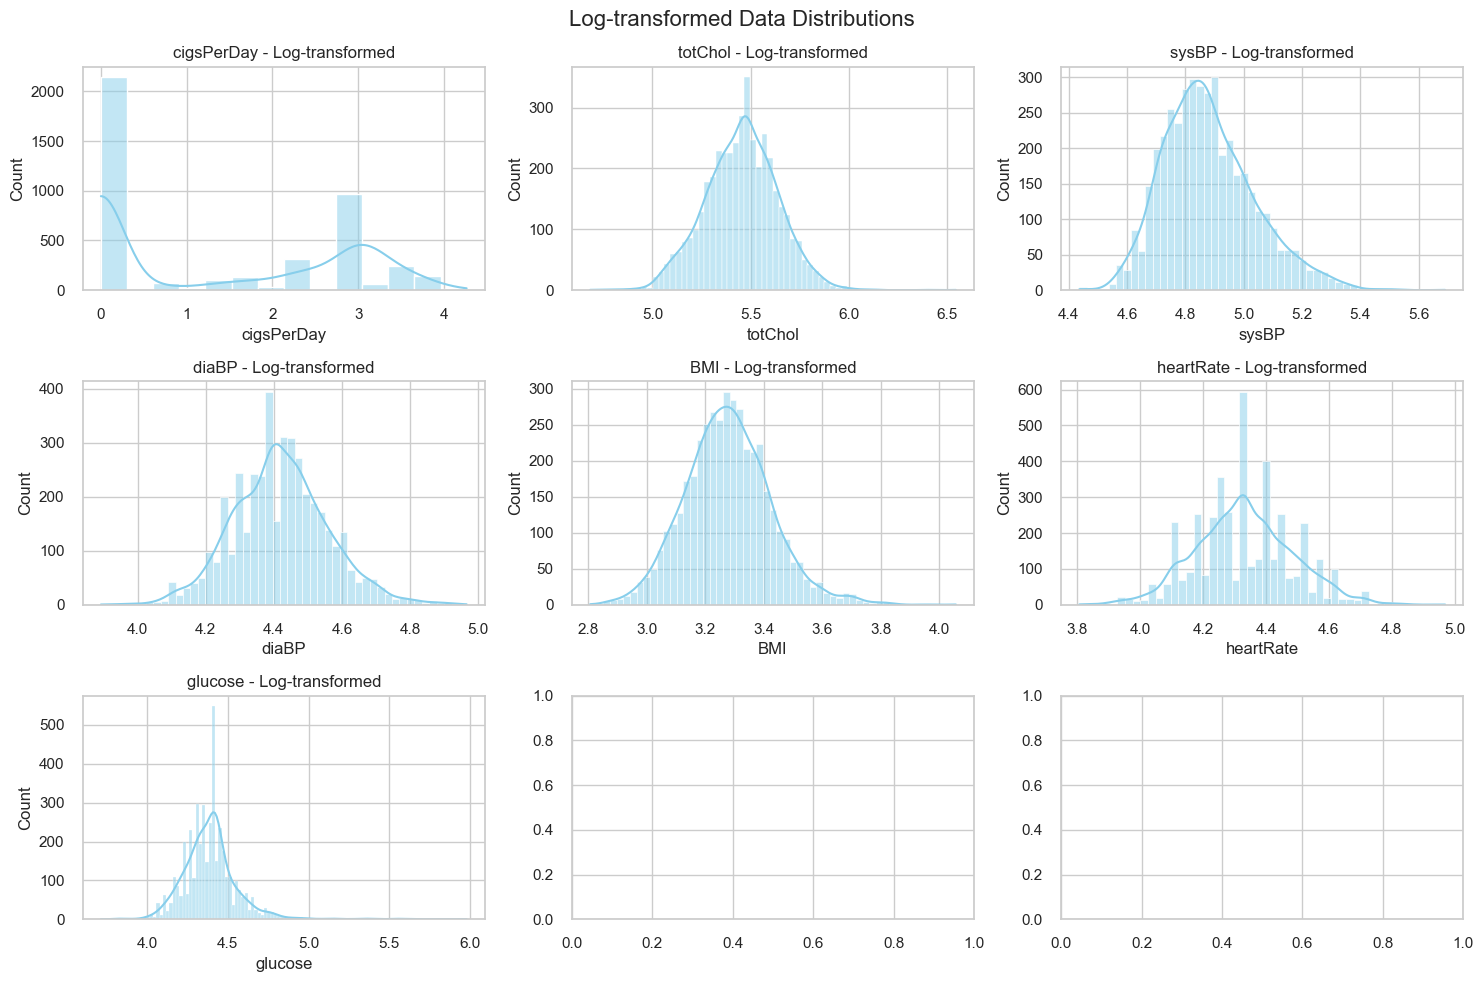 Log-transformed Data Distributions
cigsPerDay - Log-transformed
totChol - Log-transformed
sysBP - Log-transformed
2000
1500
1000
500
0
Count
0 1 2 3 4
cigsPerDay
300
200
100
0
Count
5.0 5.5 6.0 6.5
totChol
300
250
200
150
100
50
0
Count
4.4 4.6 4.8 5.0 5.2 5.4 5.6
sysBP
diaBP - Log-transformed
BMI - Log-transformed
heartRate - Log-transformed
400
300
200
100
0
Count
4.0 4.2 4.4 4.6 4.8 5.0
diaBP
300
250
200
150
100
50
0
Count
2.8 3.0 3.2 3.4 3.6 3.8 4.0
BMI
600
500
400
300
200
100
0
Count
3.8 4.0 4.2 4.4 4.6 4.8 5.0
heartRate
glucose - Log-transformed
500
400
300
200
100
0
Count
4.0 4.5 5.0 5.5 6.0
glucose
1.0
0.8
0.6
0.4
0.2
0.0
0.0 0.2 0.4 0.6 0.8 1.0
1.0
0.8
0.6
0.4
0.2
0.0
0.0 0.2 0.4 0.6 0.8 1.0